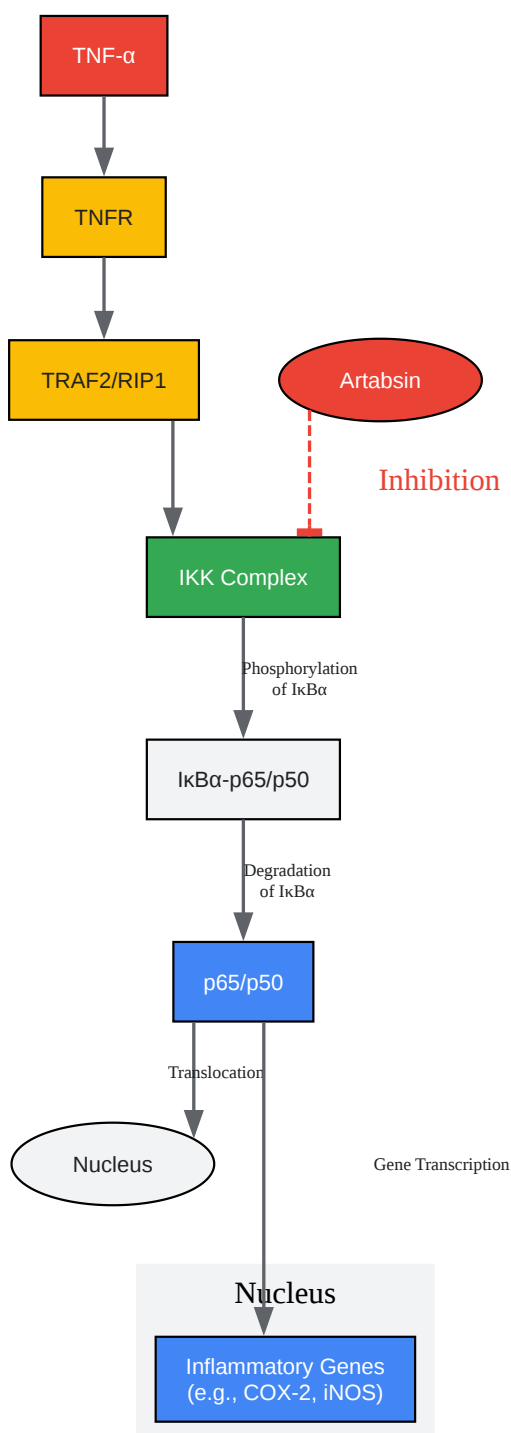 TNF-α
TNFR
TRAF2/RIP1
Artabsin
Inhibition
IKK Complex
Phosphorylation
of IκBα
IκBα-p65/p50
Degradation
of IκBα
p65/p50
Translocation
Nucleus
Gene Transcription
Nucleus
Inflammatory Genes
(e.g., COX-2, iNOS)